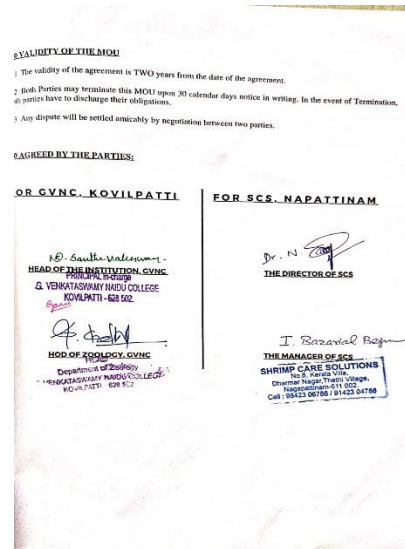 VALIDITY OF THE MOU
The validity of the agreement is TWO years from the date of the agreement.
2 Both Parties may terminate this MOU upon 30 calendar days notice in writing. In the event of Termination,
parties have to discharge their obligations.
3 Any dispute will be settled amicably by negotiation between two parties.
AGREED BY THE PARTIES:
OR GVNC, KOVILPATTI
FOR SCS, NAPATTINAM
HEAD OF THE INSTITUTION, GVNC
PRINCIPAL In-charge
G. VENKATASWAMY NAIDU COLLEGE
KOVILPATTI - 628 502.
Dr. N.
THE DIRECTOR OF SCS
HOD OF ZOOLOGY, GVNC
Department of Zoology
VENKATASWAMY NAIDU COLLEGE
KOVILPATTI 628 502
I. Bazarial Begum
THE MANAGER OF SCS
SHRIMP CARE SOLUTIONS
No.6, Kerala Villa,
Dharmar Nagar, Thethi Village,
Nagapattinam-611 002.
Cell : 98423 06786 / 91423 04786